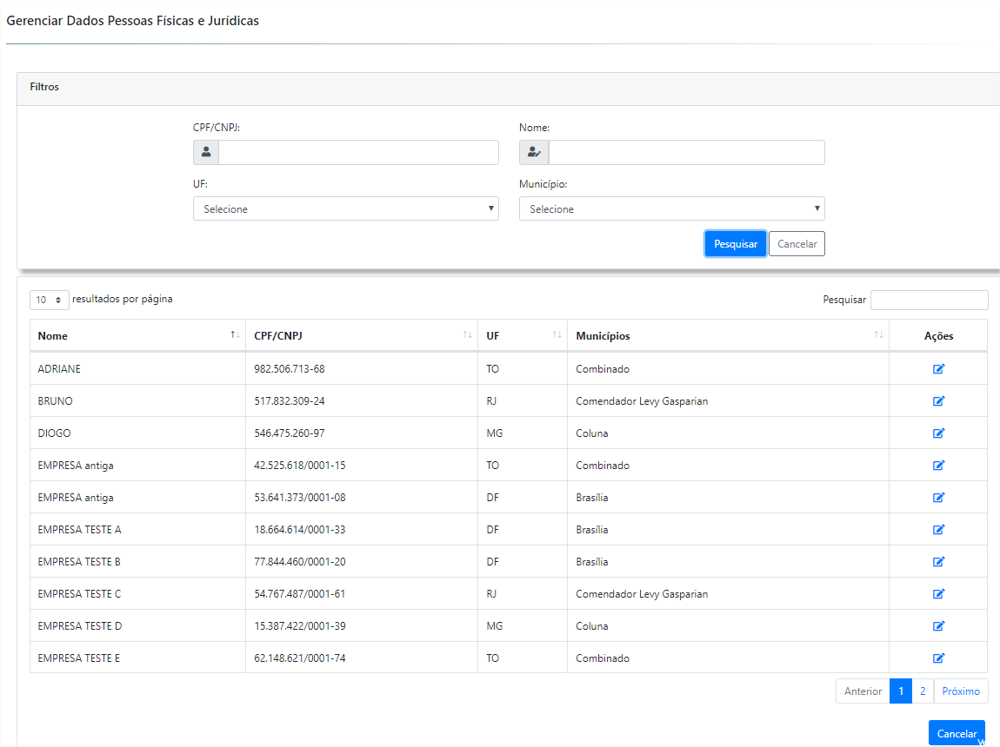 Gerenciar Dados Pessoas Físicas e Jurídicas
Filtros
CPF/CNPJ: Nome:
UF: Município:
Selecione Selecione
Pesquisar Cancelar
10 resultados por página Pesquisar
Nome CPF/CNPJ UF Municípios Ações
ADRIANE 982.506.713-68 TO Combinado
BRUNO 517.832.309-24 RJ Comendador Levy Gasparian
DIOGO 546.475.260-97 MG Coluna
EMPRESA antiga 42.525.618/0001-15 TO Combinado
EMPRESA antiga 53.641.373/0001-08 DF Brasília
EMPRESA TESTE A 18.664.614/0001-33 DF Brasília
EMPRESA TESTE B 77.844.460/0001-20 DF Brasília
EMPRESA TESTE C 54.767.487/0001-61 RJ Comendador Levy Gasparian
EMPRESA TESTE D 15.387.422/0001-39 MG Coluna
EMPRESA TESTE E 62.148.621/0001-74 TO Combinado
Anterior 1 2 Próximo
Cancelar